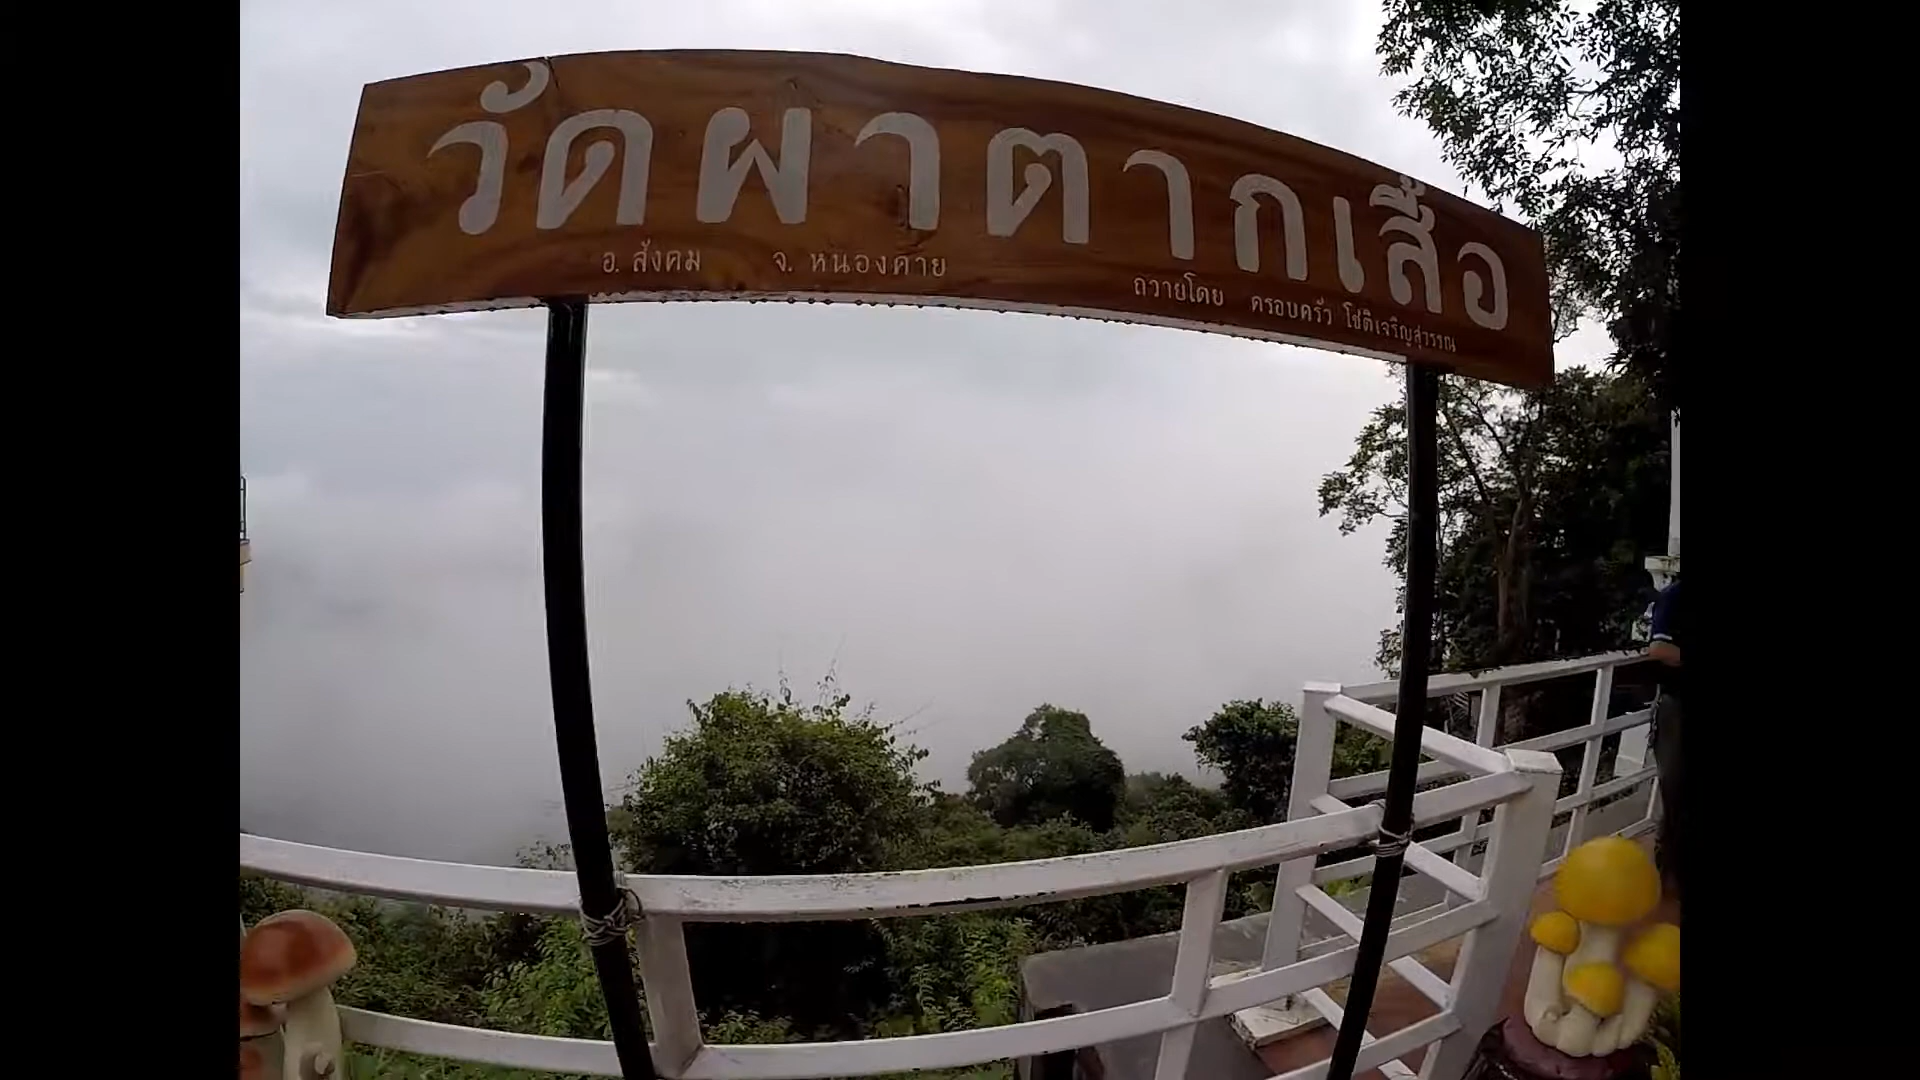 วัดผาตากเสื้อ
อ. สังคม จ. หนองคาย
ถวายโดย ครอบครัว โชติเจริญสุวรรณ